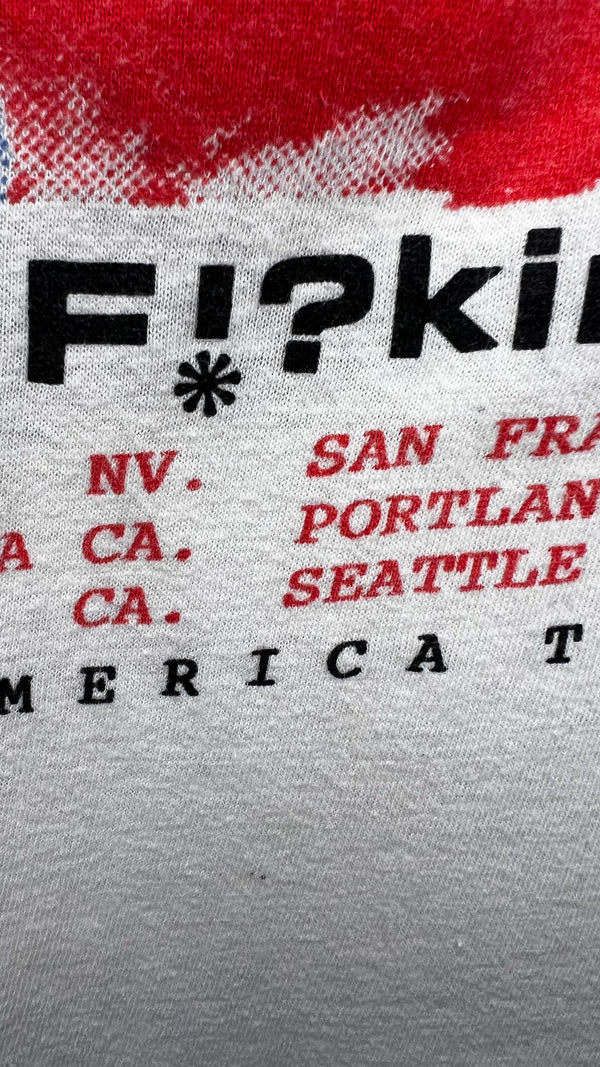 F!?ki
NV. SAN FRA
A CA. PORTLAN
CA. SEATTLE
MERICA T